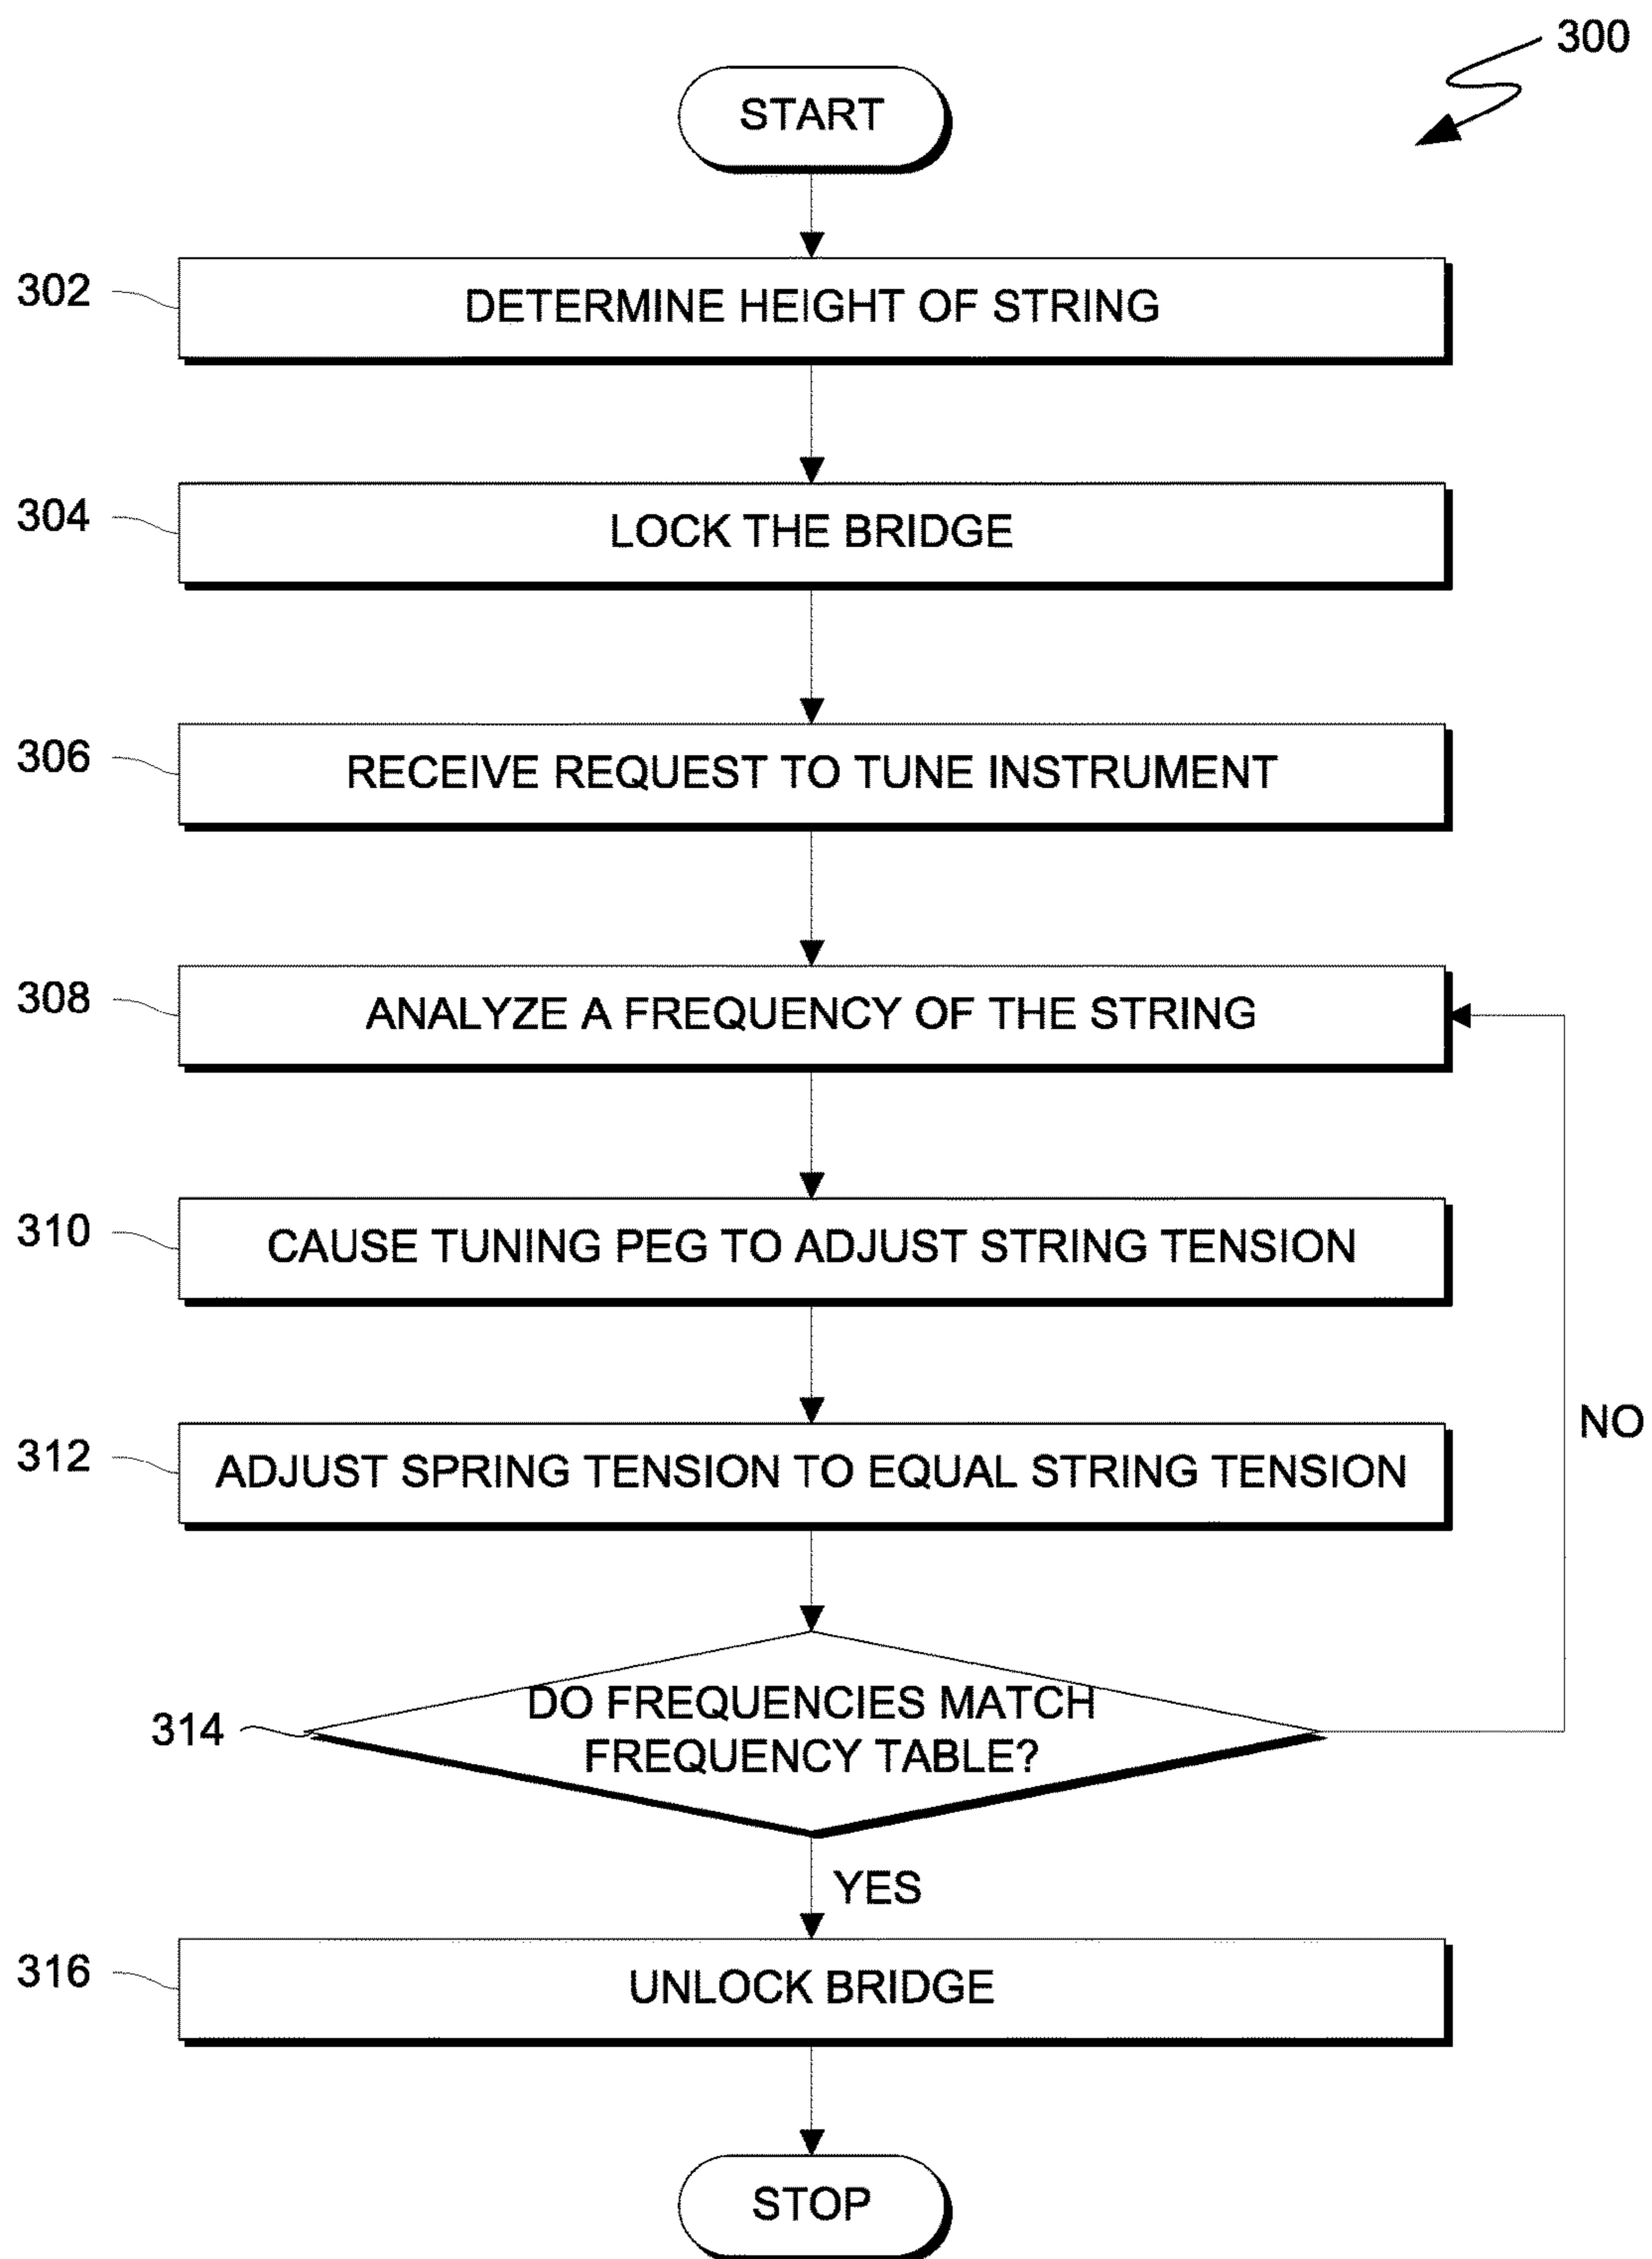 300
START
302
DETERMINE HEIGHT OF STRING
304
LOCK THE BRIDGE
306
RECEIVE REQUEST TO TUNE INSTRUMENT
308
ANALYZE A FREQUENCY OF THE STRING
310
CAUSE TUNING PEG TO ADJUST STRING TENSION
312
ADJUST SPRING TENSION TO EQUAL STRING TENSION
NO
314
DO FREQUENCIES MATCH
FREQUENCY TABLE?
YES
316
UNLOCK BRIDGE
STOP